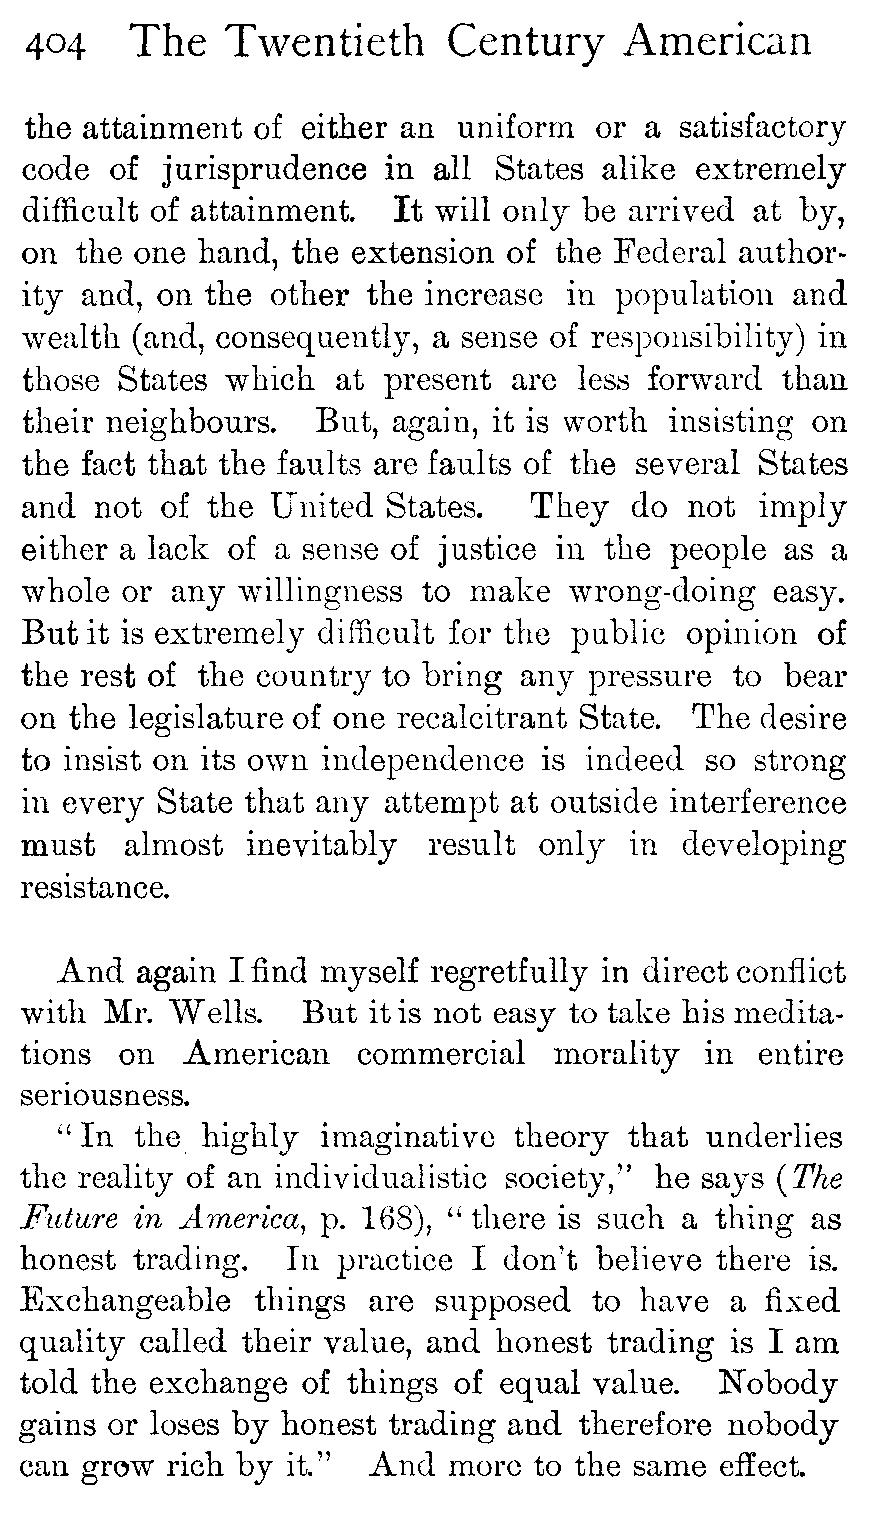 404 The Twentieth Century American
the attainment of either an uniform or a satisfactory
code of jurisprudence in all States alike extremely
difficult of attainment. It will only be arrived at by,
on the one hand, the extension of the Federal author-
ity and, on the other the increase in population and
wealth (and, consequently, a sense of responsibility) in
those States which at present are less forward than
their neighbours. But, again, it is worth insisting on
the fact that the faults are faults of the several States
and not of the United States. They do not imply
either a lack of a sense of justice in the people as a
whole or any willingness to make wrong-doing easy.
But it is extremely difficult for the public opinion of
the rest of the country to bring any pressure to bear
on the legislature of one recalcitrant State. The desire
to insist on its own independence is indeed so strong
in every State that any attempt at outside interference
must almost inevitably result only in developing
resistance.
And again I find myself regretfully in direct conflict
with Mr. Wells. But it is not easy to take his medita-
tions on American commercial morality in entire
seriousness.
"In the highly imaginative theory that underlies
the reality of an individualistic society," he says (The
Future in America, p. 168), "there is such a thing as
honest trading. In practice I don't believe there is.
Exchangeable things are supposed to have a fixed
quality called their value, and honest trading is I am
told the exchange of things of equal value. Nobody
gains or loses by honest trading and therefore nobody
can grow rich by it." And more to the same effect.